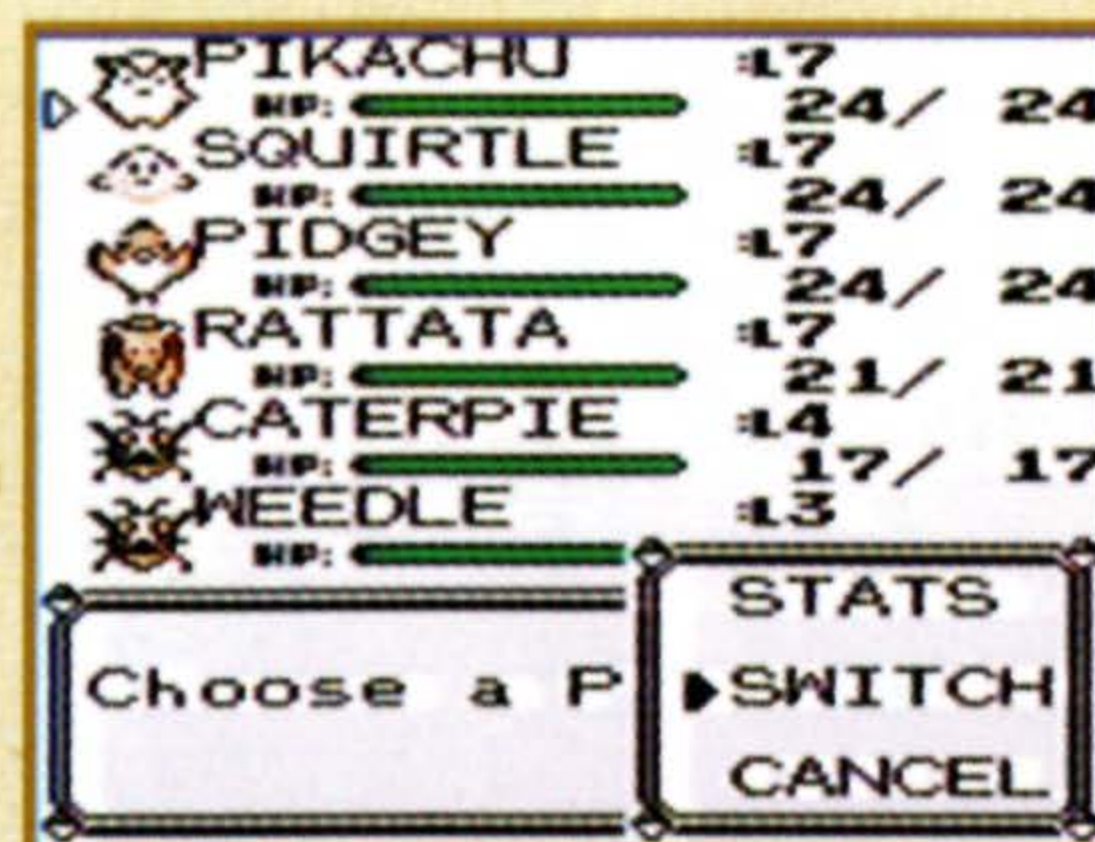 PIKACHU :L7
HP: 24/ 24
SQUIRTLE :L7
HP: 24/ 24
PIDGEY :L7
HP: 24/ 24
RATTATA :L7
HP: 21/ 21
CATERPIE :L4
HP: 17/ 17
WEEDLE :L3
HP:
STATS
Choose a P
▶SWITCH
CANCEL